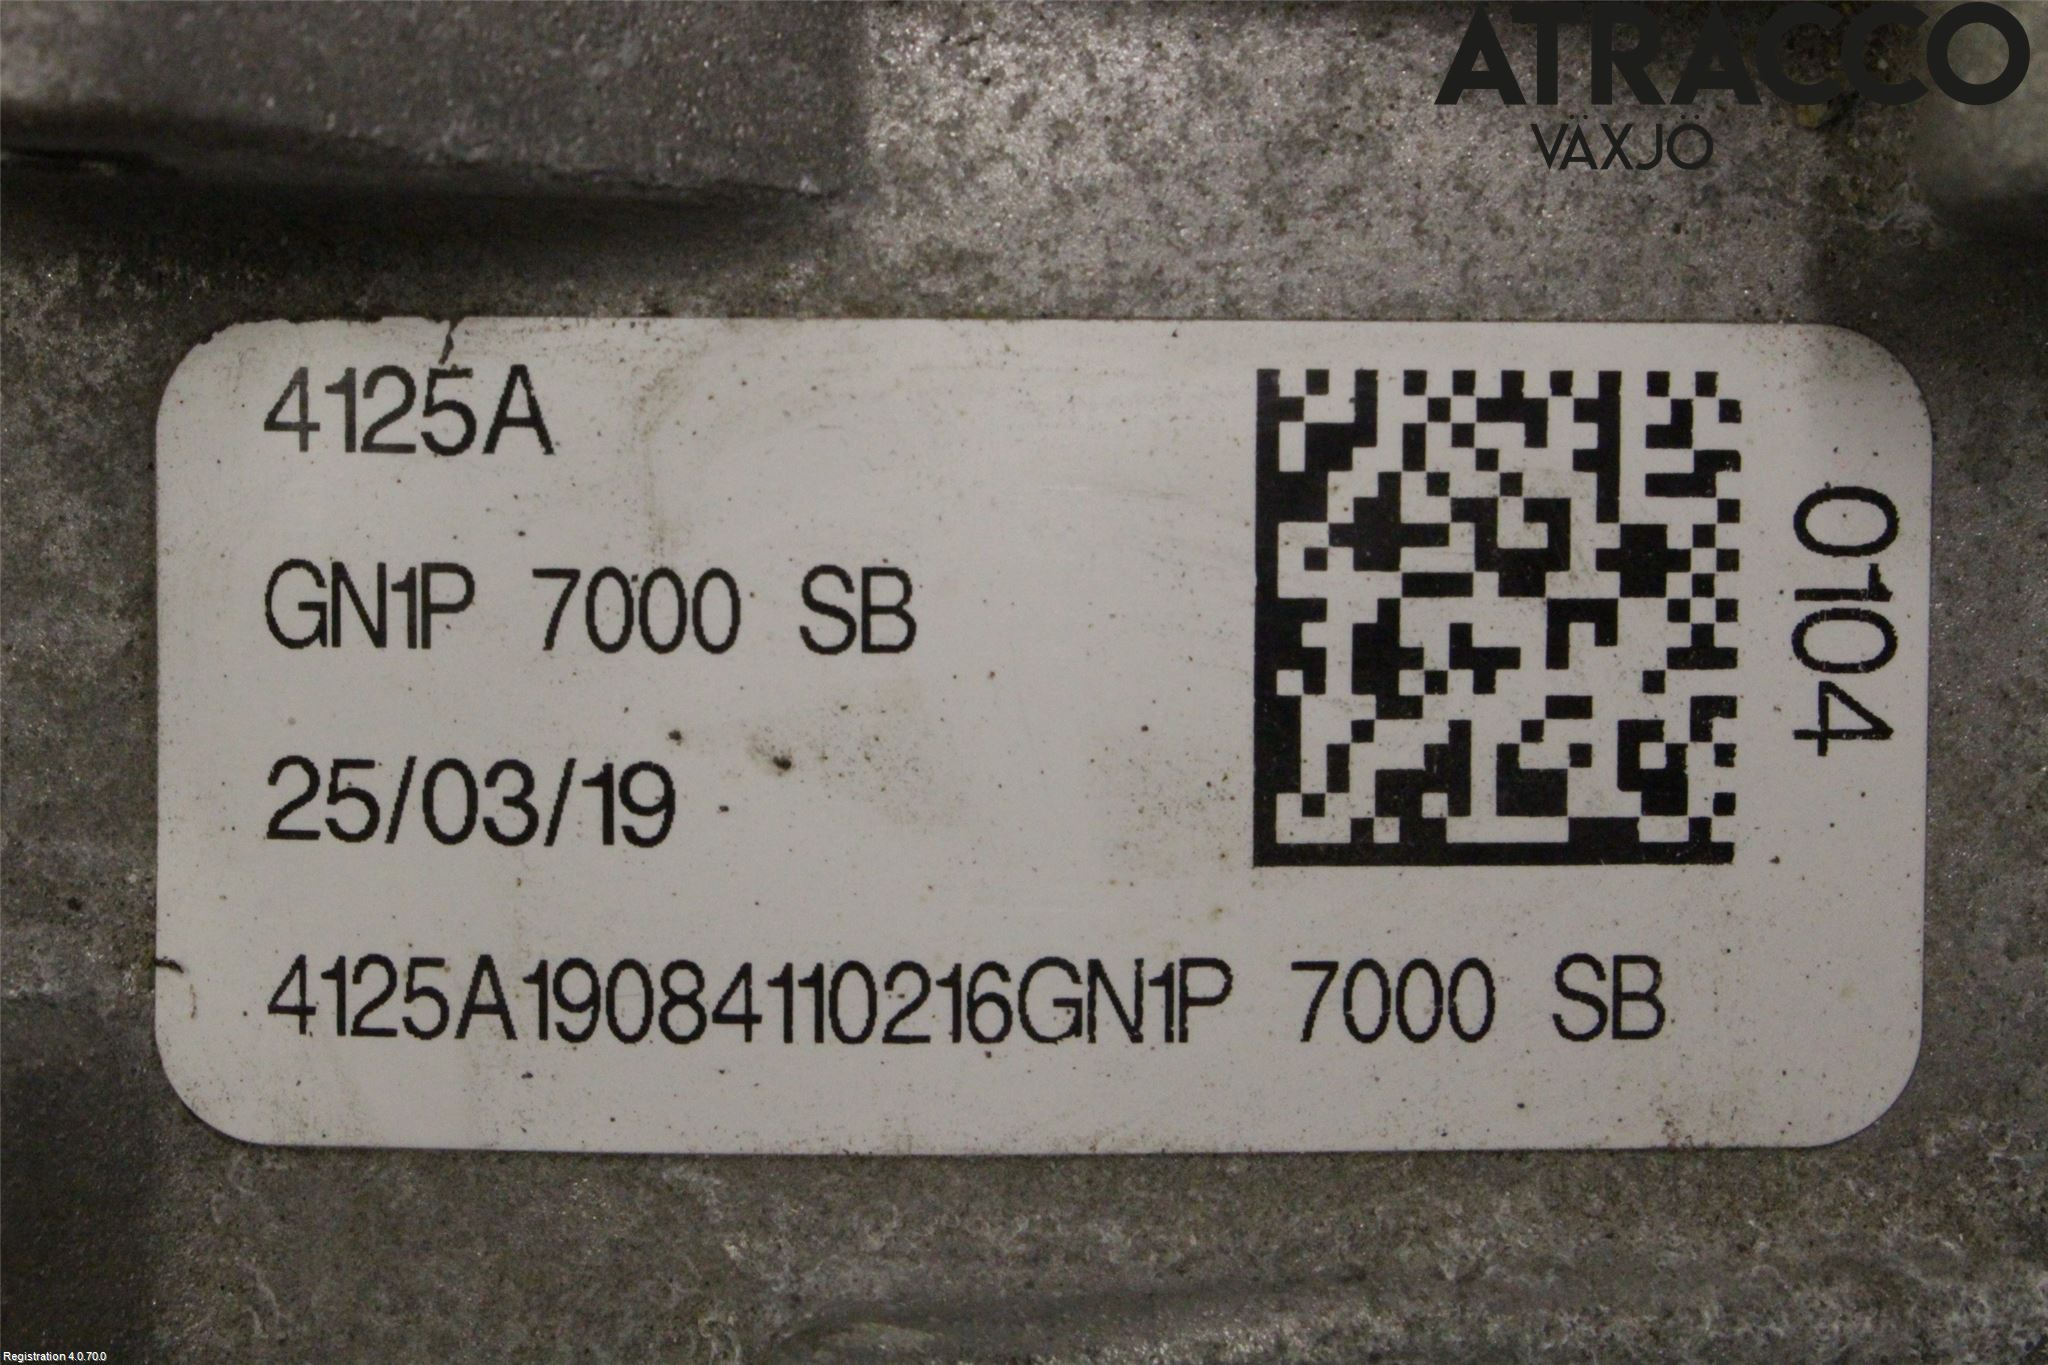 ATRACCO
VÄXJÖ
4125A
GN1P 7000 SB
25/03/19
0104
4125A19084110216GN1P 7000 SB
Registration 4.0.70.0